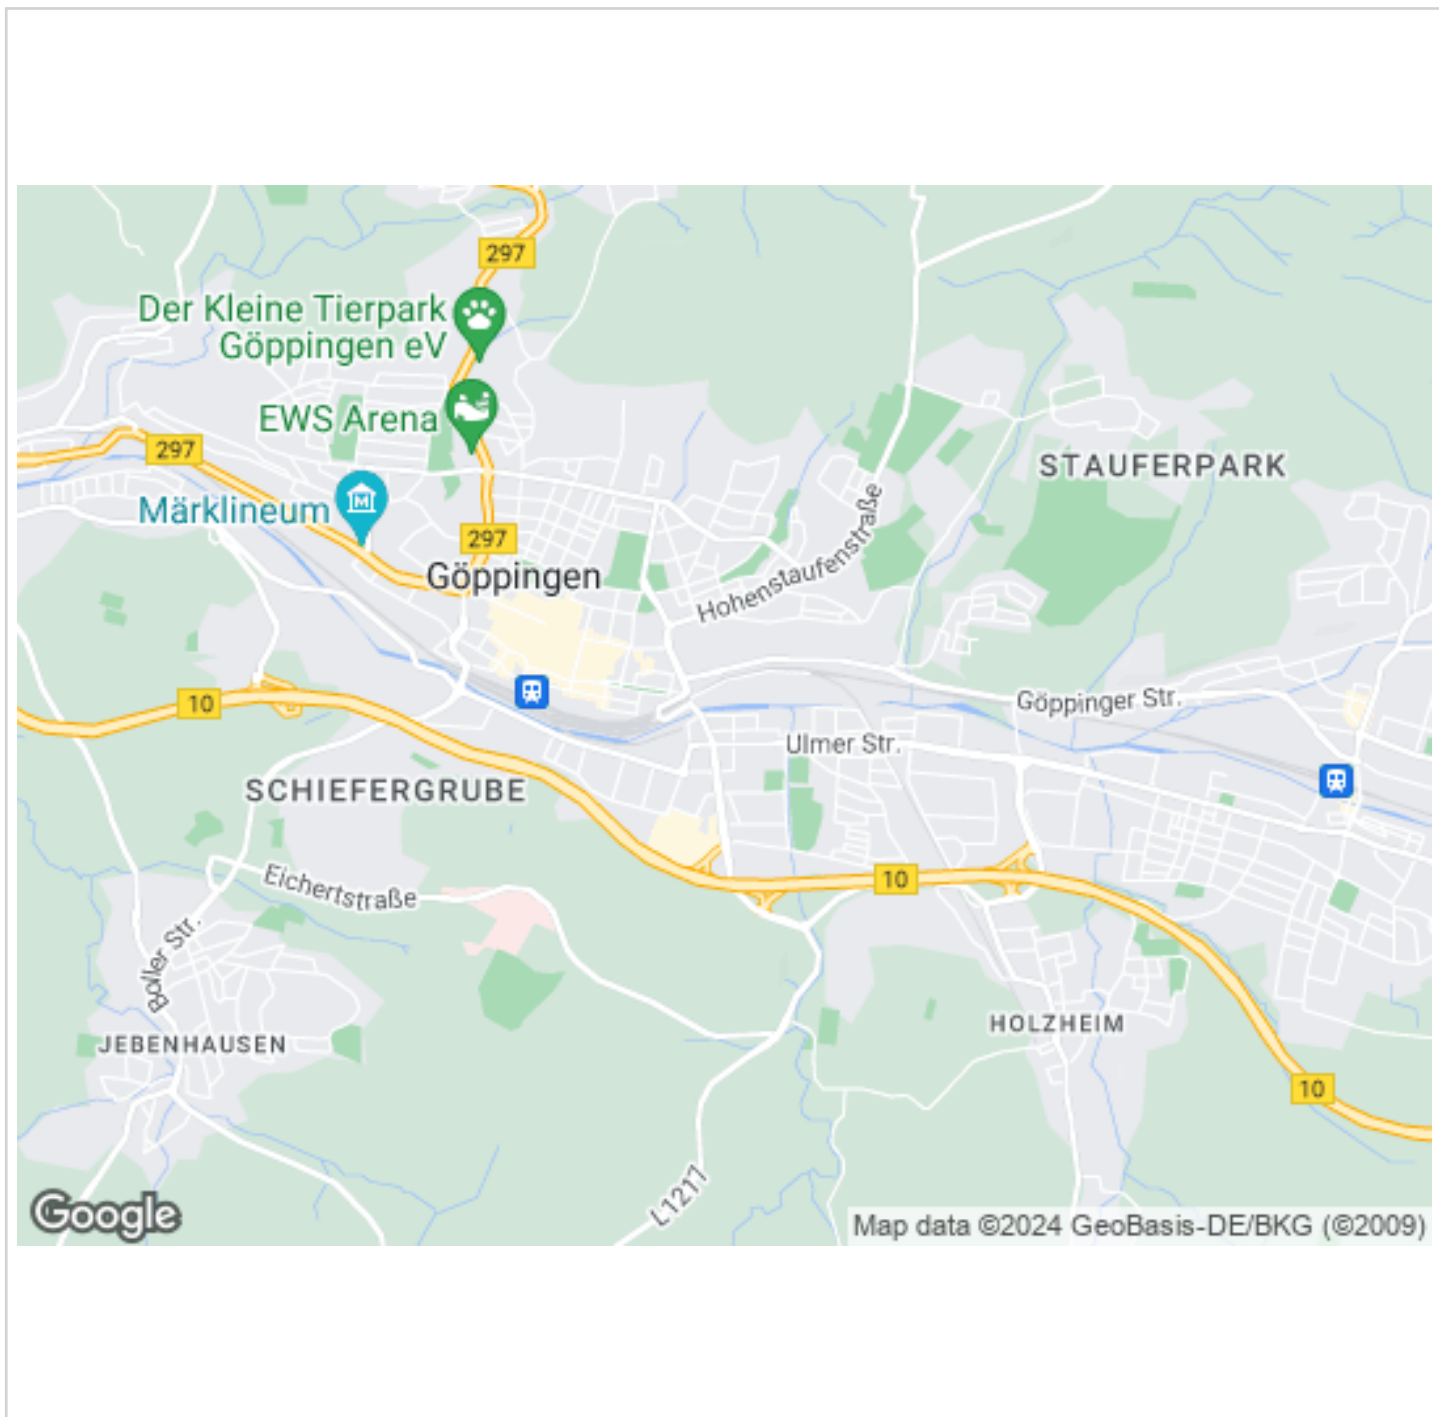 297
Der Kleine Tierpark
Göppingen eV
EWS Arena
297
STAUFERPARK
Märklineum
297
Göppingen
Hohenstaufenstraße
10
Göppinger Str.
Ulmer Str.
SCHIEFERGRUBE
Eichertstraße
10
Boller Str.
HOLZHEIM
JEBENHAUSEN
10
L1217
Google
Map data ©2024 GeoBasis-DE/BKG (©2009)